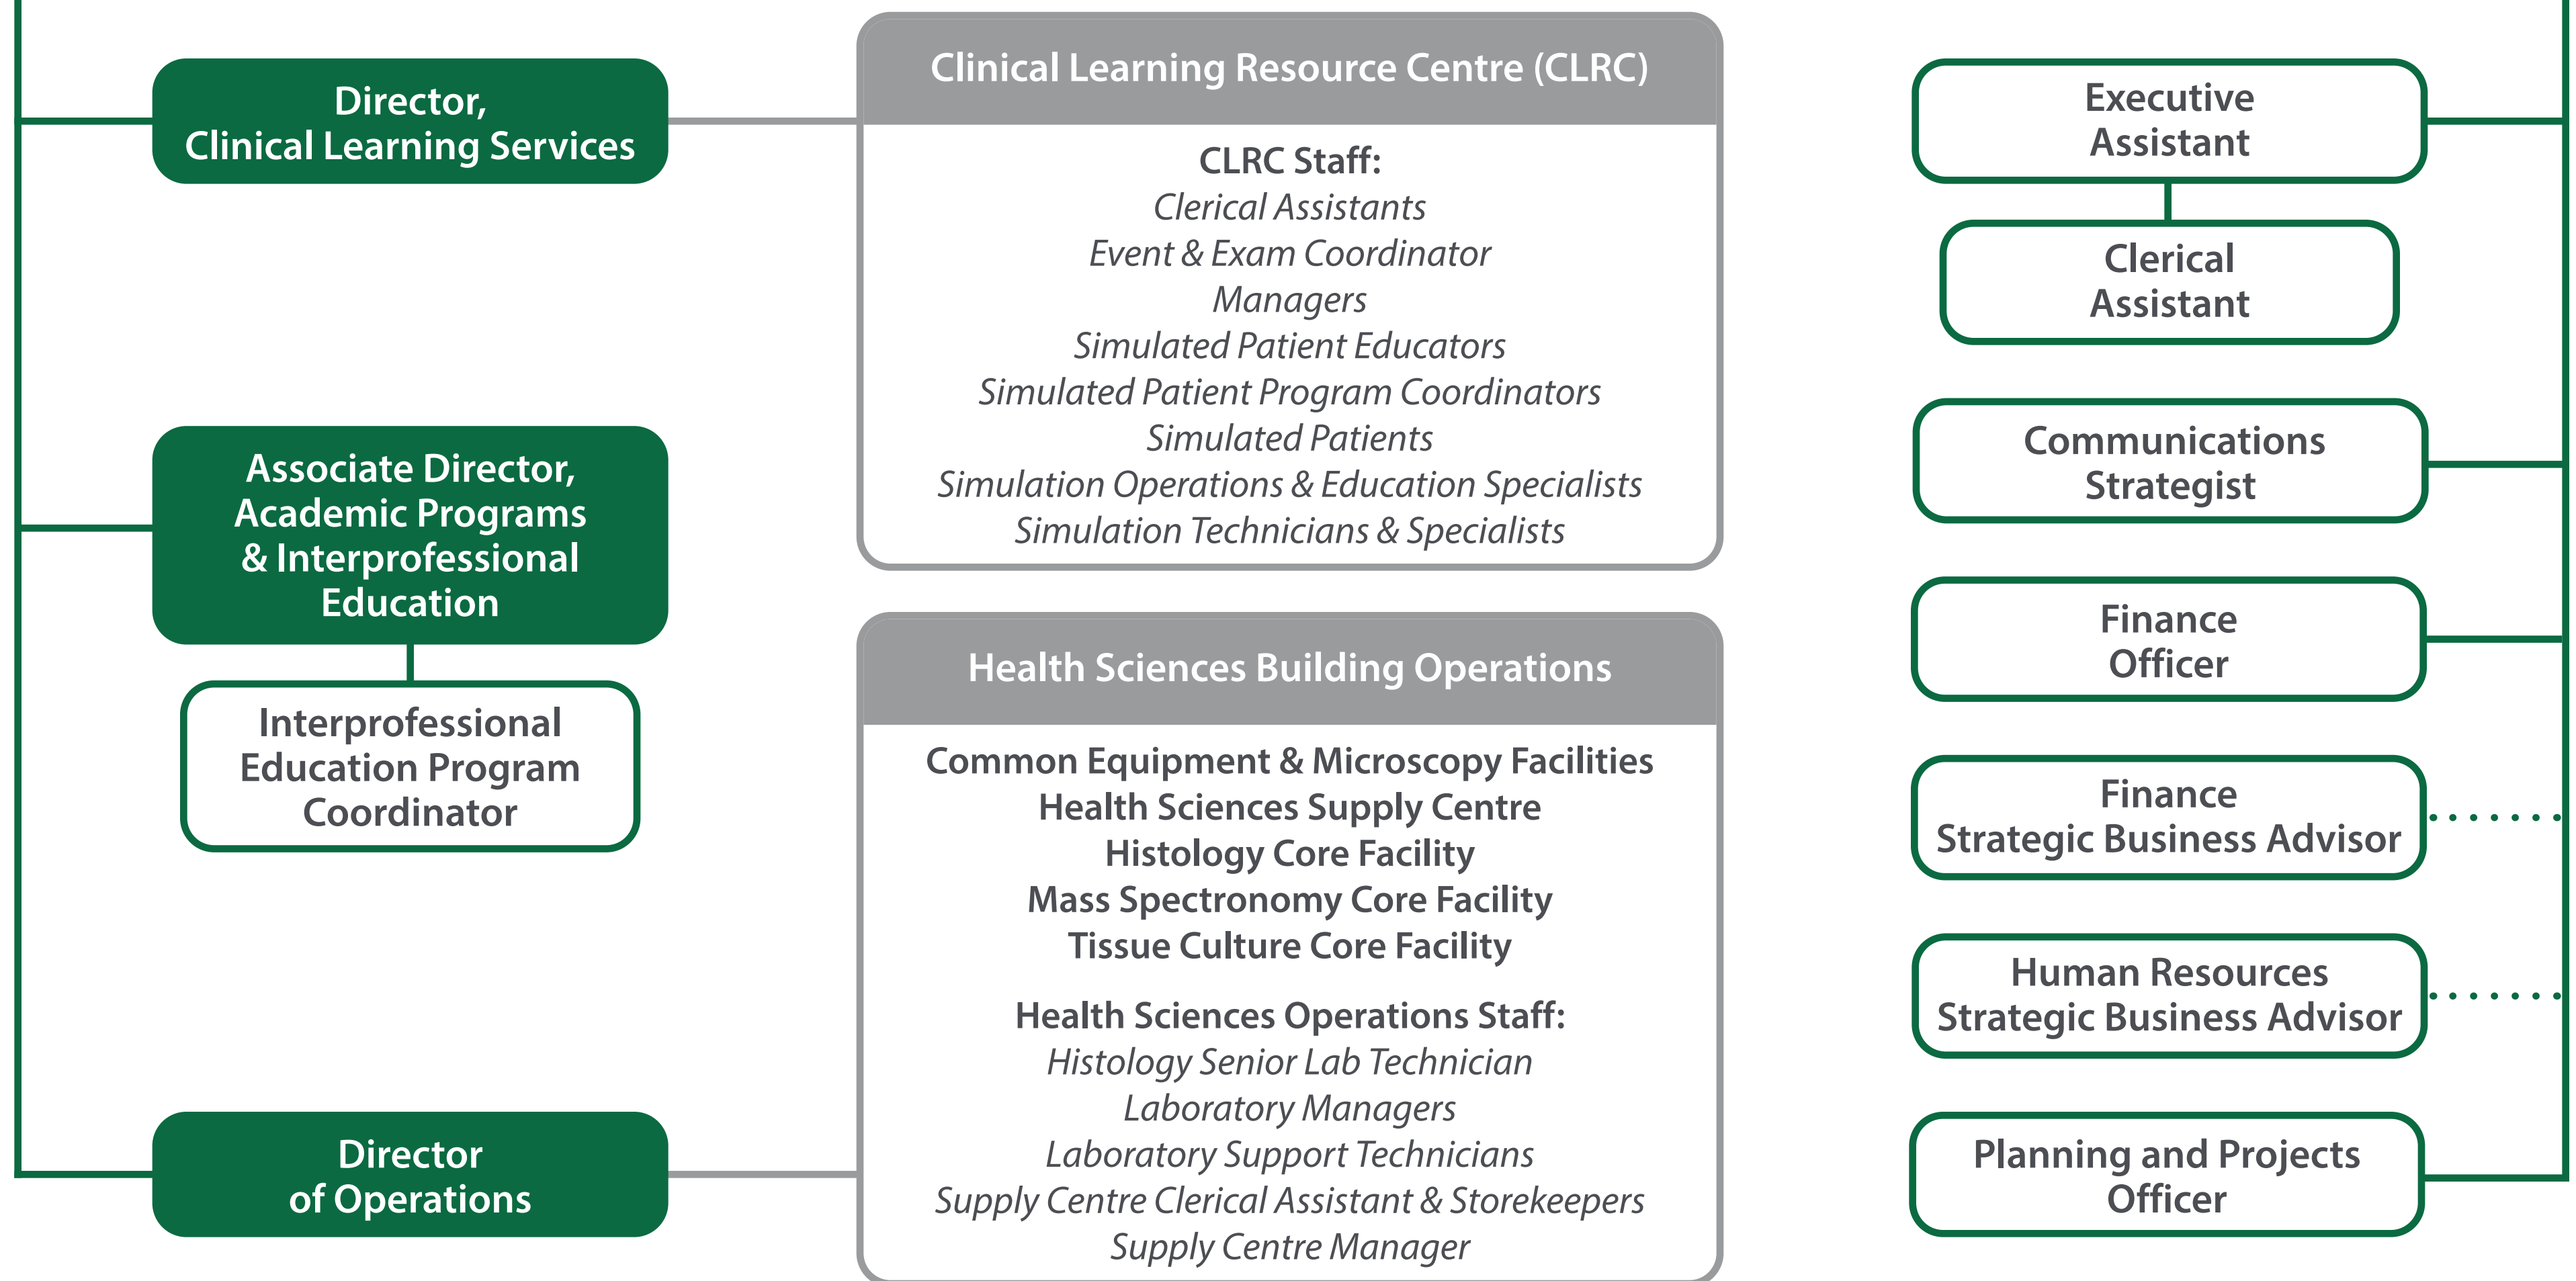 Director,
Clinical Learning Services
Associate Director,
Academic Programs
& Interprofessional
Education
Interprofessional
Education Program
Coordinator
Director
of Operations
Clinical Learning Resource Centre (CLRC)
CLRC Staff:
Clerical Assistants
Event & Exam Coordinator
Managers
Simulated Patient Educators
Simulated Patient Program Coordinators
Simulated Patients
Simulation Operations & Education Specialists
Simulation Technicians & Specialists
Health Sciences Building Operations
Common Equipment & Microscopy Facilities
Health Sciences Supply Centre
Histology Core Facility
Mass Spectronomy Core Facility
Tissue Culture Core Facility
Health Sciences Operations Staff:
Histology Senior Lab Technician
Laboratory Managers
Laboratory Support Technicians
Supply Centre Clerical Assistant & Storekeepers
Supply Centre Manager
Executive
Assistant
Clerical
Assistant
Communications
Strategist
Finance
Officer
Finance
Strategic Business Advisor
Human Resources
Strategic Business Advisor
Planning and Projects
Officer